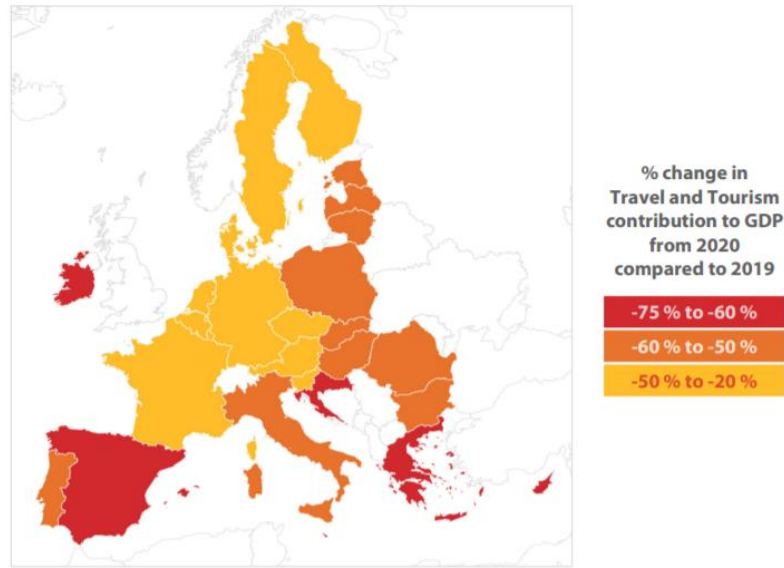 % change in
Travel and Tourism
contribution to GDP
from 2020
compared to 2019
-75 % to -60 %
-60 % to -50 %
-50 % to -20 %